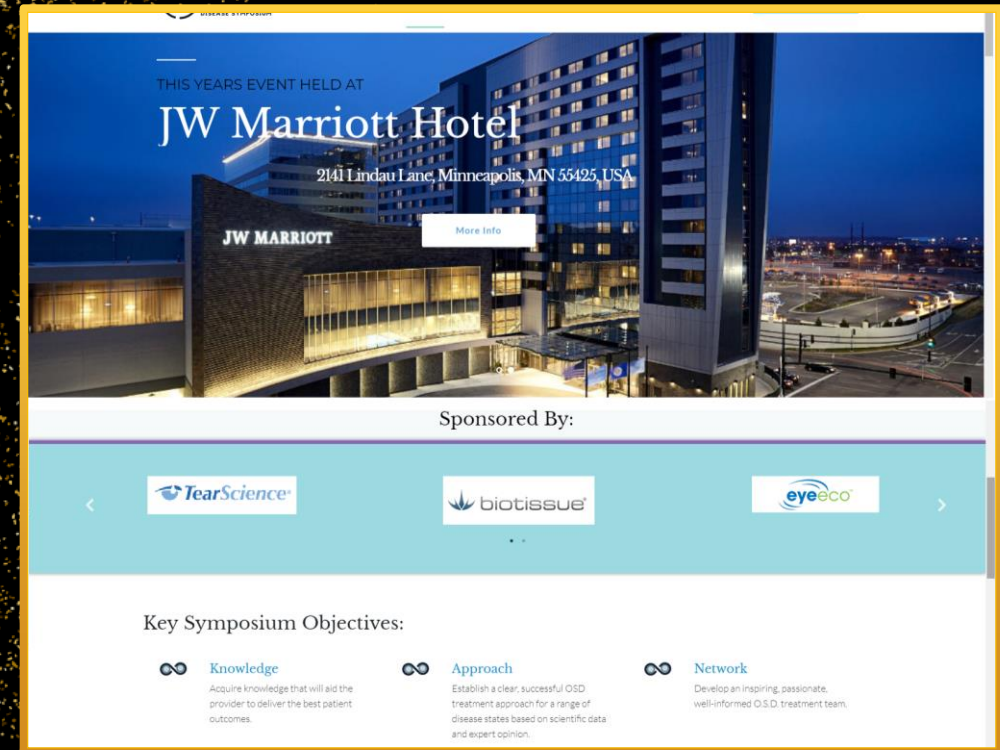 DISEASE SYMPOSIUM
THIS YEARS EVENT HELD AT
JW Marriott Hotel
2141 Lindau Lane, Minneapolis, MN 55425, USA
JW MARRIOTT
More Info
Sponsored By:
TearScience
biotissue
eyeeco
Key Symposium Objectives:
Knowledge
Acquire knowledge that will aid the
provider to deliver the best patient
outcomes.
Approach
Establish a clear, successful OSD
treatment approach for a range of
disease states based on scientific data
and expert opinion.
Network
Develop an inspiring, passionate,
well-informed O.S.D. treatment team.